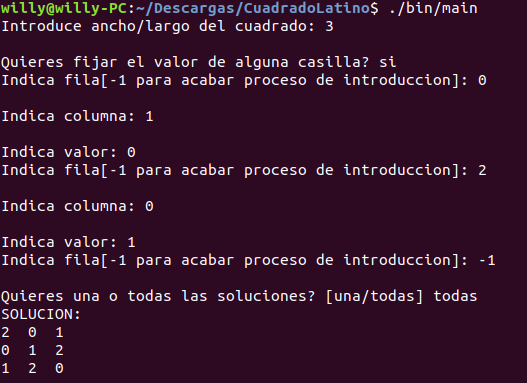 willy@willy-PC:~/Descargas/CuadradoLatino$ ./bin/main
Introduce ancho/largo del cuadrado: 3
Quieres fijar el valor de alguna casilla? si
Indica fila[-1 para acabar proceso de introduccion]: 0
Indica columna: 1
Indica valor: 0
Indica fila[-1 para acabar proceso de introduccion]: 2
Indica columna: 0
Indica valor: 1
Indica fila[-1 para acabar proceso de introduccion]: -1
Quieres una o todas las soluciones? [una/todas] todas
SOLUCION:
2 0 1
0 1 2
1 2 0